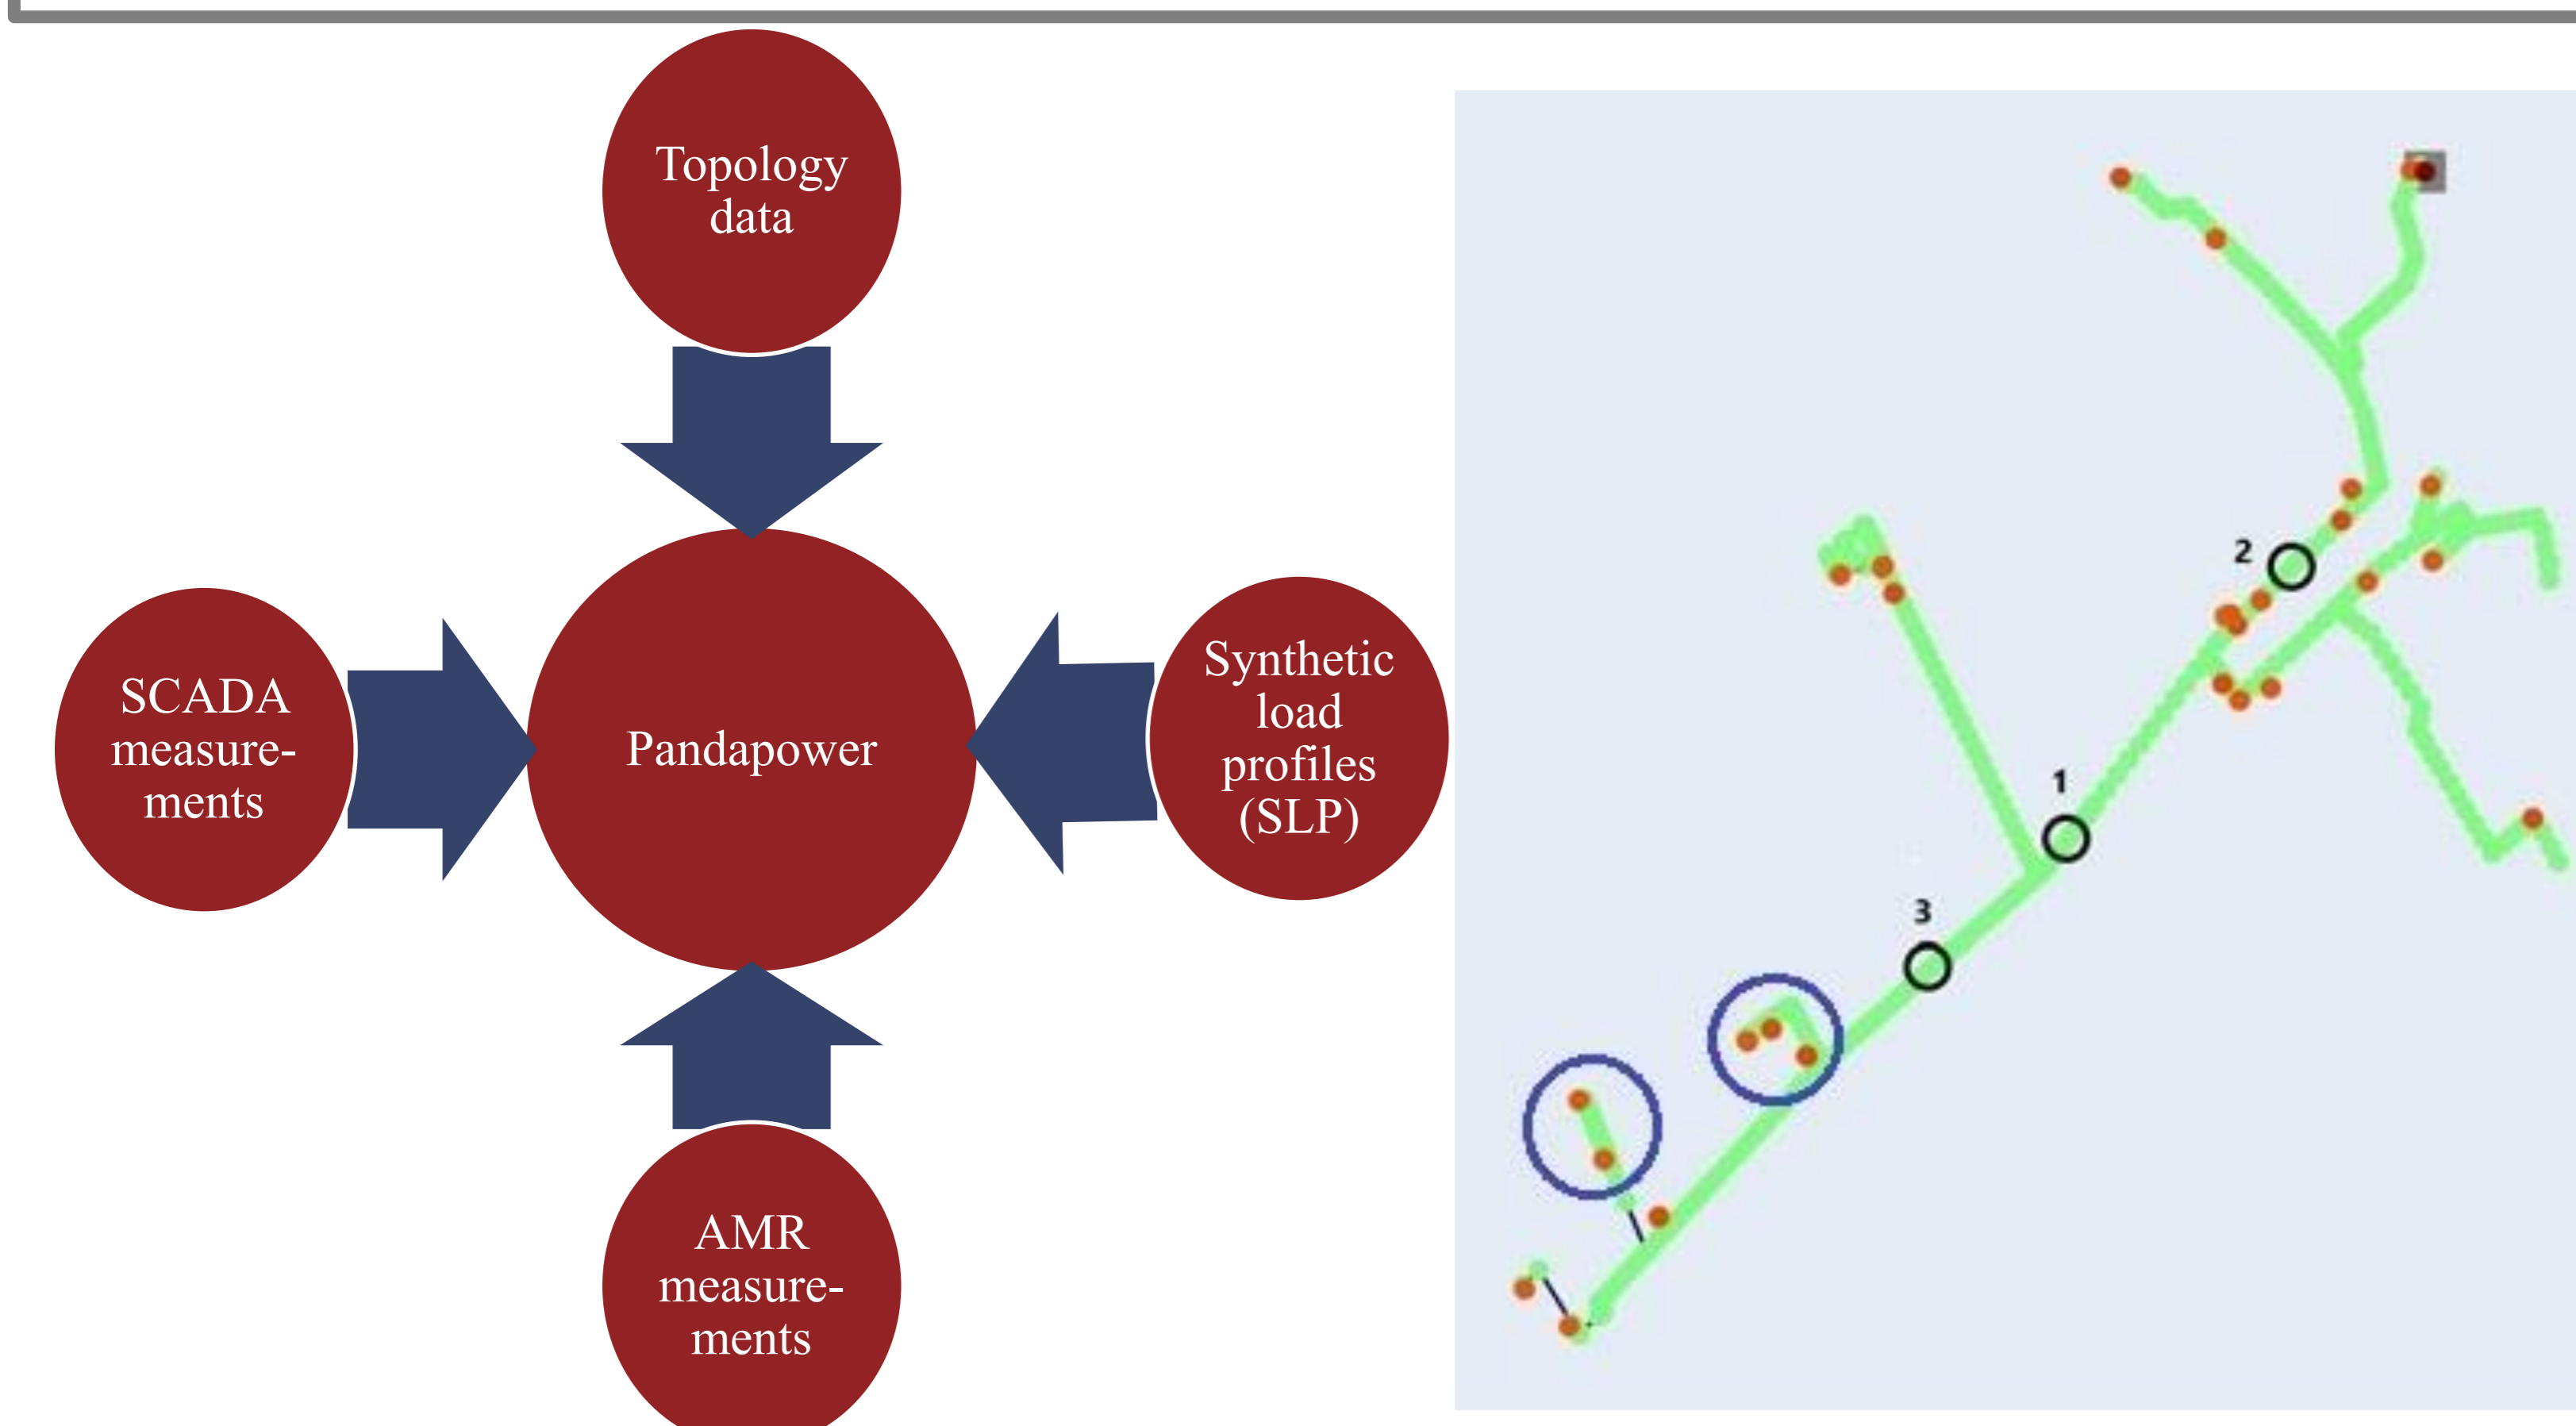 Topology
data
SCADA
measure-
ments
Pandapower
Synthetic
load
profiles
(SLP)
AMR
measure-
ments
2
1
3